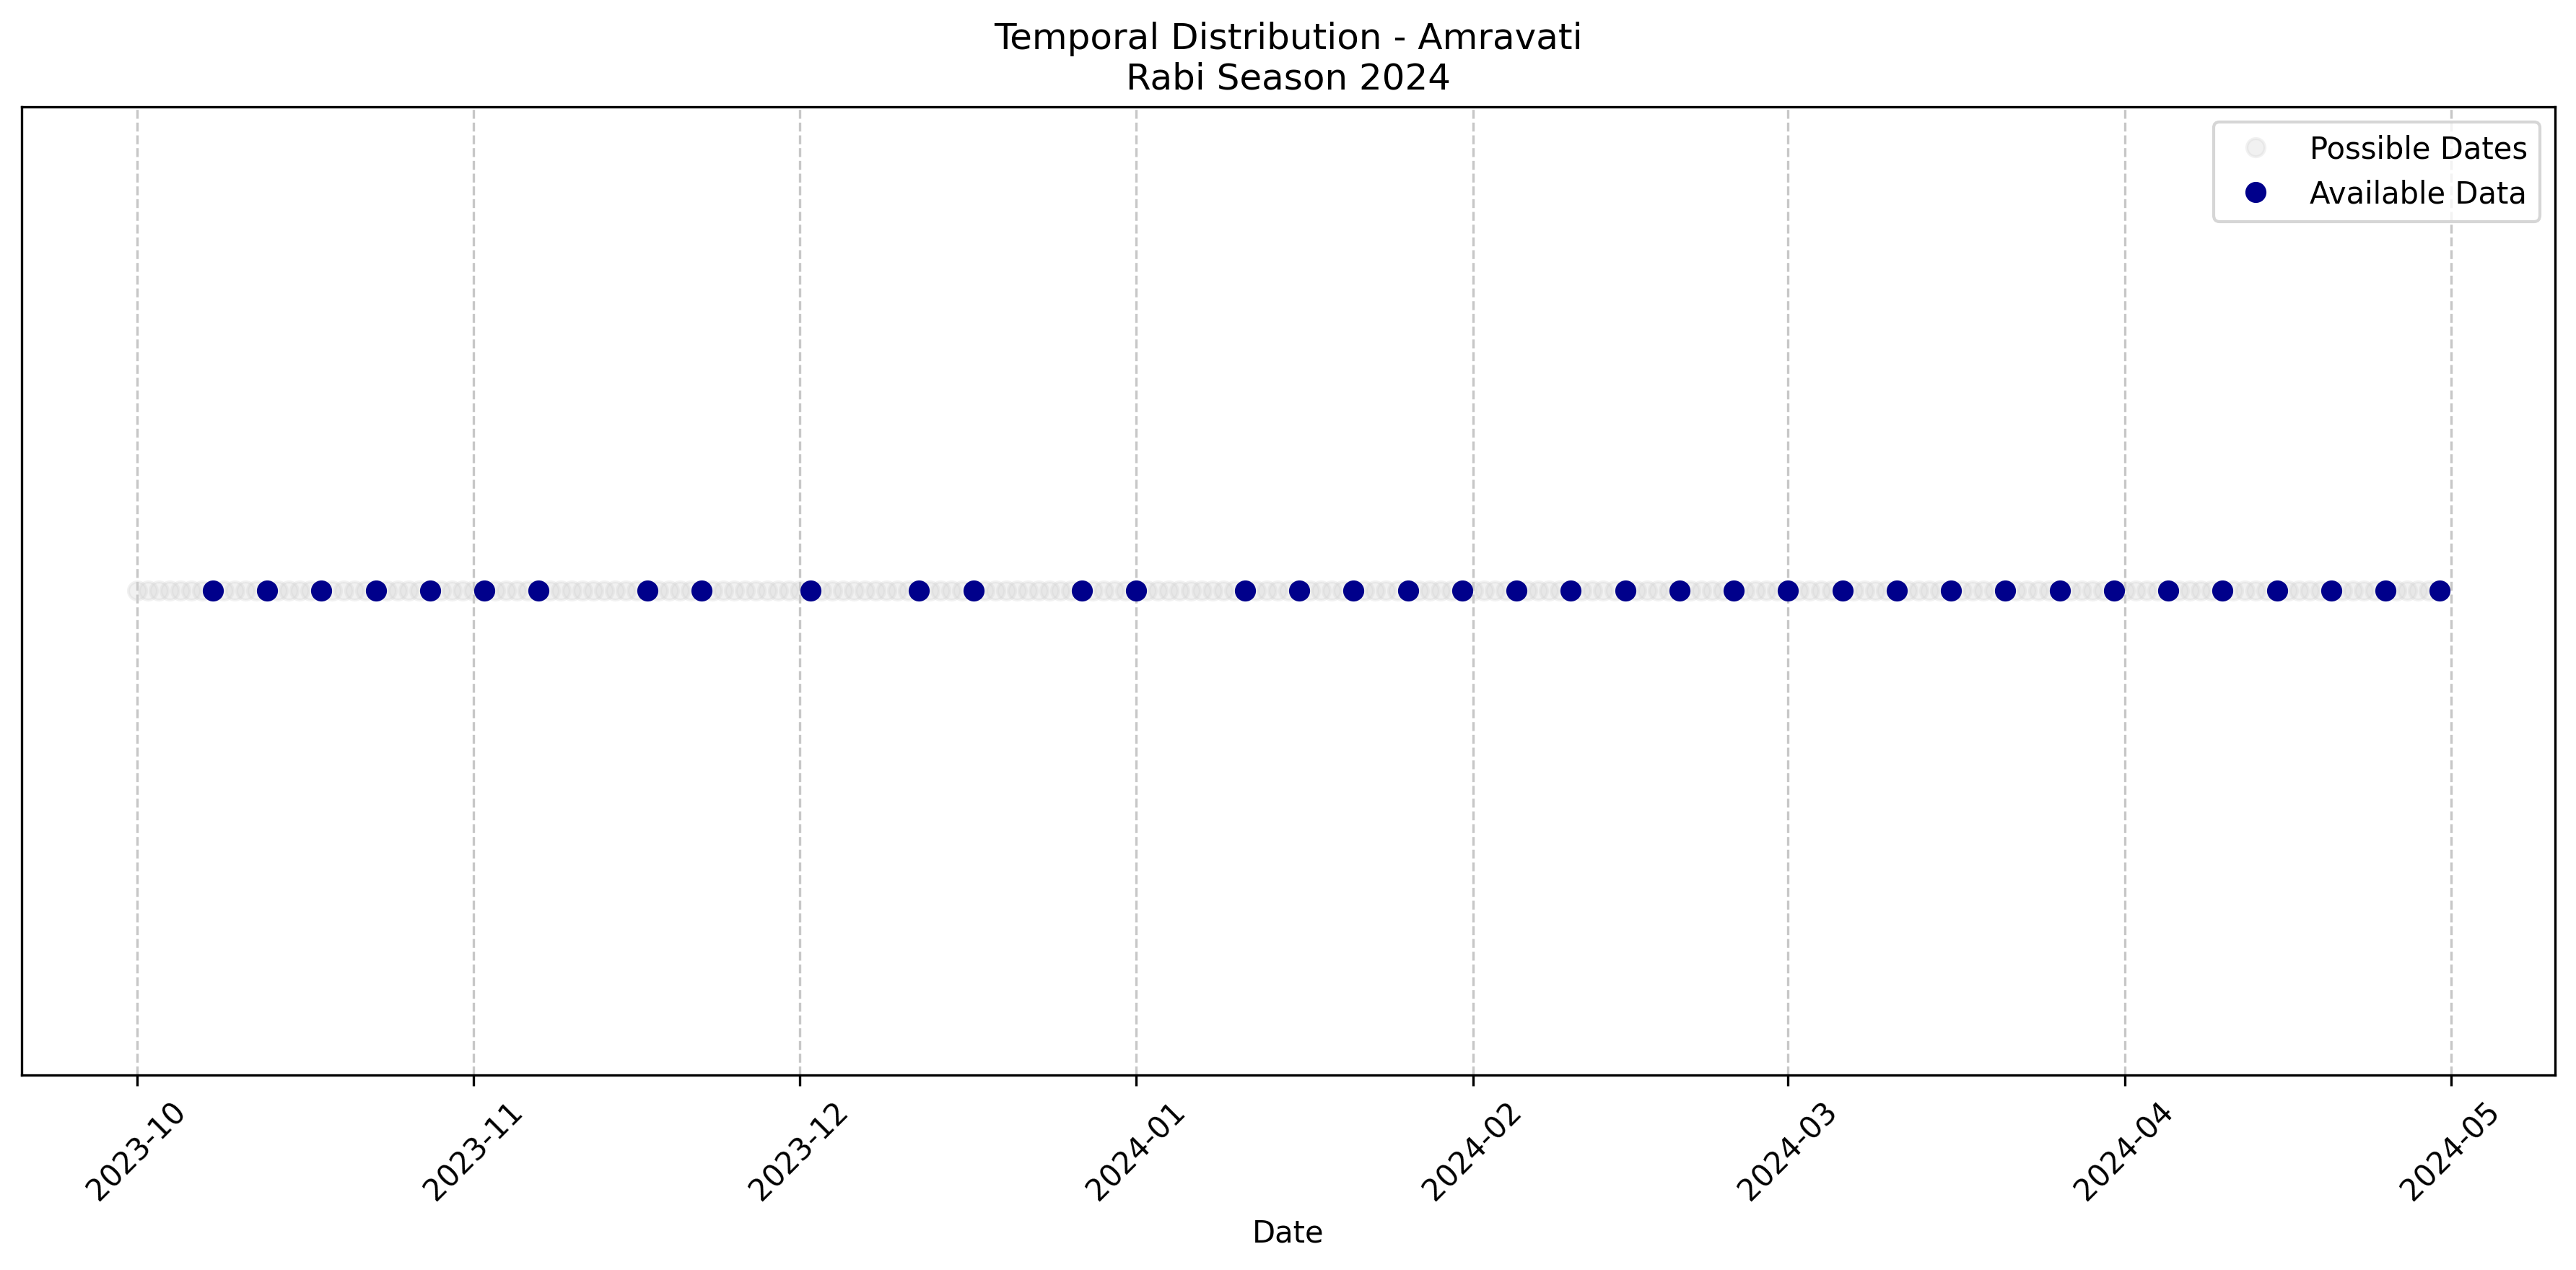 Temporal Distribution - Amravati
Rabi Season 2024
Possible Dates
Available Data
2023-10
2023-11
2023-12
2024-01
2024-02
2024-03
2024-04
2024-05
Date